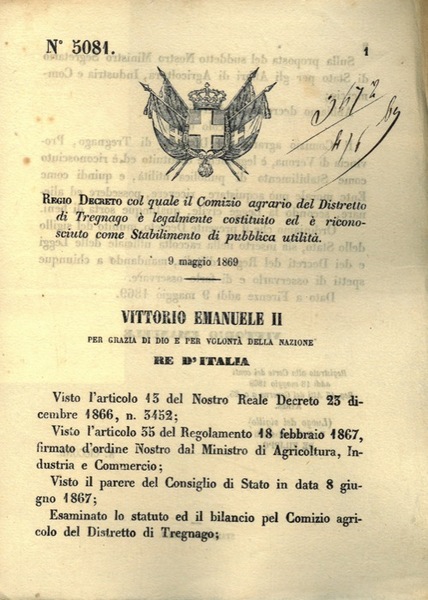 N° 5081.
1
3672
416 69
REGIO DECRETO col quale il Comizio agrario del Distretto
di Tregnago è legalmente costituito ed è ricono-
sciuto come Stabilimento di pubblica utilità.
9 maggio 1869
VITTORIO EMANUELE II
PER GRAZIA DI DIO E PER VOLONTÀ DELLA NAZIONE
RE D'ITALIA
Visto l'articolo 13 del Nostro Reale Decreto 23 di-
cembre 1866, n. 3452;
Visto l'articolo 35 del Regolamento 18 febbraio 1867,
firmato d'ordine Nostro dal Ministro di Agricoltura, In-
dustria e Commercio;
Visto il parere del Consiglio di Stato in data 8 giu-
gno 1867;
Esaminato lo statuto ed il bilancio pel Comizio agri-
colo del Distretto di Tregnago;